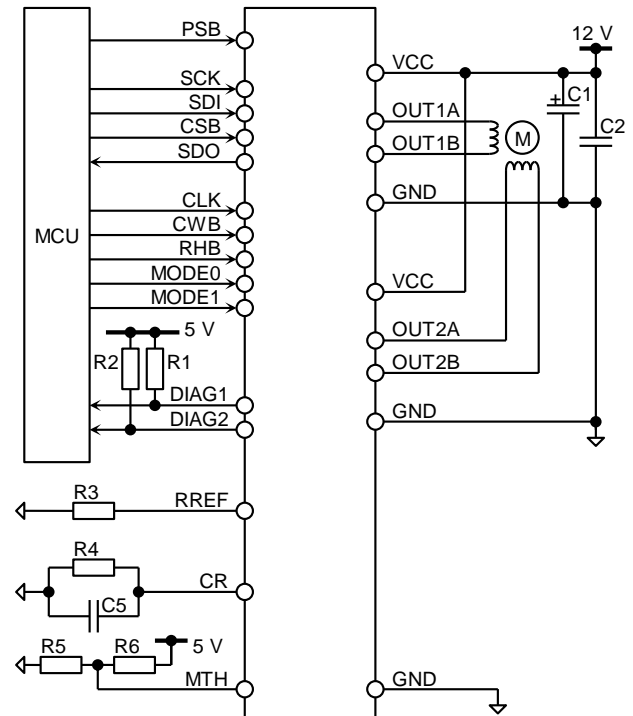 PSB
12 V
VCC
SCK
C1
SDI
OUT1A
CSB
M
C2
SDO
OUT1B
CLK
GND
MCU
CWB
RHB
MODE0
VCC
MODE1
5 V
OUT2A
R2
R1
OUT2B
DIAG1
DIAG2
GND
R3
RREF
R4
CR
C5
R5
R6
5 V
MTH
GND